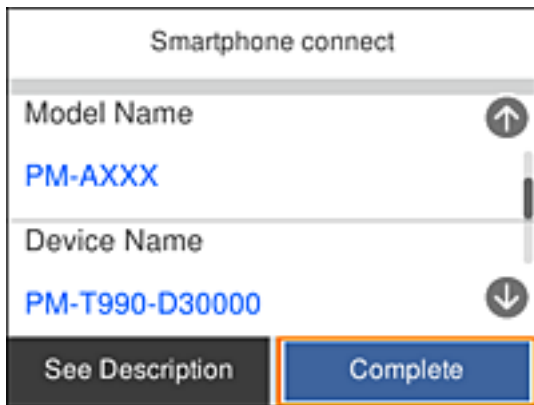 Smartphone connect
Model Name
PM-AXXX
Device Name
PM-T990-D30000
See Description
Complete